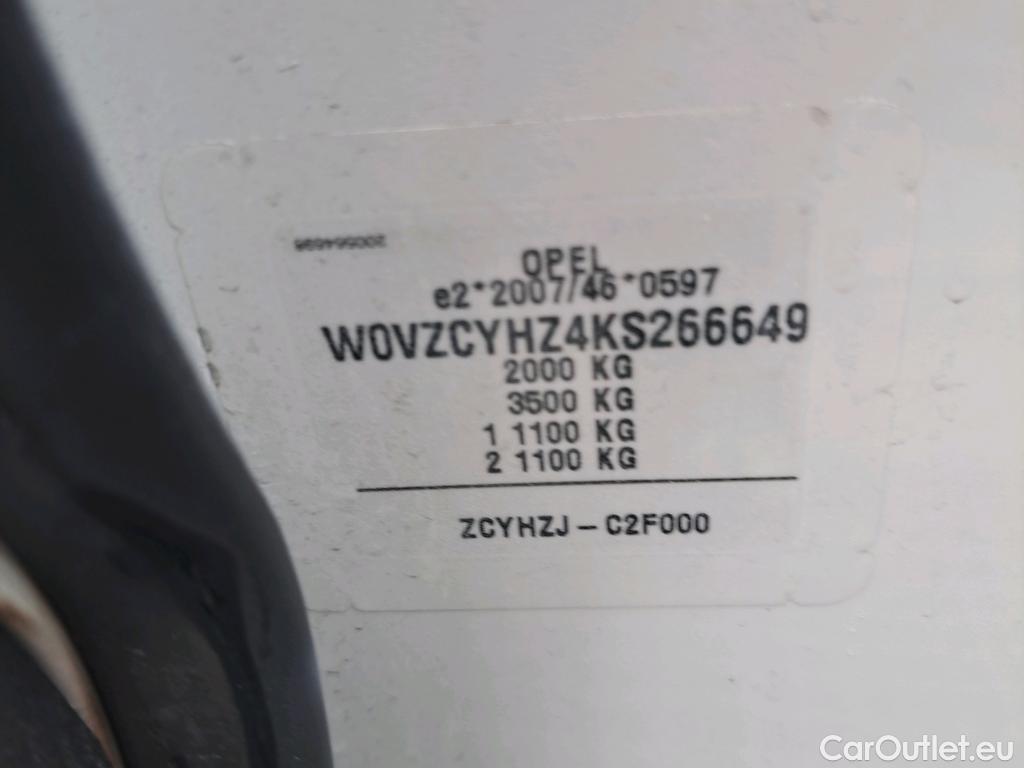 OPEL
e2*2007/46*0597
W0VZCYHZ4KS266649
2000 KG
3500 KG
1 1100 KG
2 1100 KG
ZCYHZJ – C2F000
CarOutlet.eu